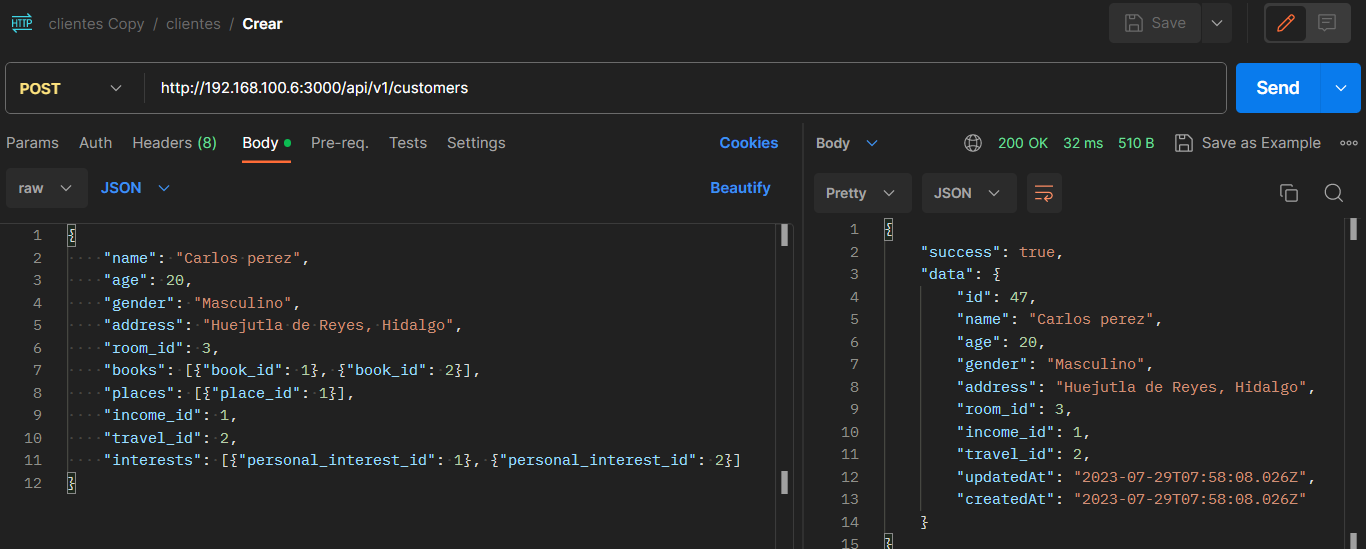 HTTP clientes Copy / clientes / Crear Save
POST http://192.168.100.6:3000/api/v1/customers Send
Params Auth Headers (8) Body Pre-req. Tests Settings Cookies
raw JSON Beautify
1 {
2 "name": "Carlos perez",
3 "age": 20,
4 "gender": "Masculino",
5 "address": "Huejutla de Reyes, Hidalgo",
6 "room_id": 3,
7 "books": [{"book_id": 1}, {"book_id": 2}],
8 "places": [{"place_id": 1}],
9 "income_id": 1,
10 "travel_id": 2,
11 "interests": [{"personal_interest_id": 1}, {"personal_interest_id": 2}]
12 }
Body 200 OK 32 ms 510 B Save as Example
Pretty JSON
1 {
2 "success": true,
3 "data": {
4 "id": 47,
5 "name": "Carlos perez",
6 "age": 20,
7 "gender": "Masculino",
8 "address": "Huejutla de Reyes, Hidalgo",
9 "room_id": 3,
10 "income_id": 1,
11 "travel_id": 2,
12 "updatedAt": "2023-07-29T07:58:08.026Z",
13 "createdAt": "2023-07-29T07:58:08.026Z"
14 }
15 }